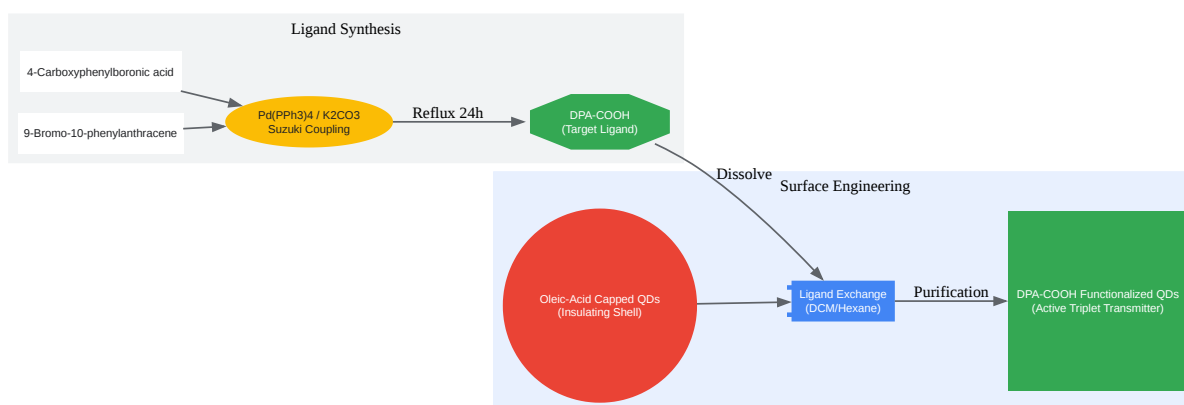 Ligand Synthesis
4-Carboxyphenylboronic acid
9-Bromo-10-phenylanthracene
Pd(PPh3)4 / K2CO3
Suzuki Coupling
Reflux 24h
DPA-COOH
(Target Ligand)
Dissolve
Surface Engineering
Oleic-Acid Capped QDs
(Insulating Shell)
Ligand Exchange
(DCM/Hexane)
Purification
DPA-COOH Functionalized QDs
(Active Triplet Transmitter)